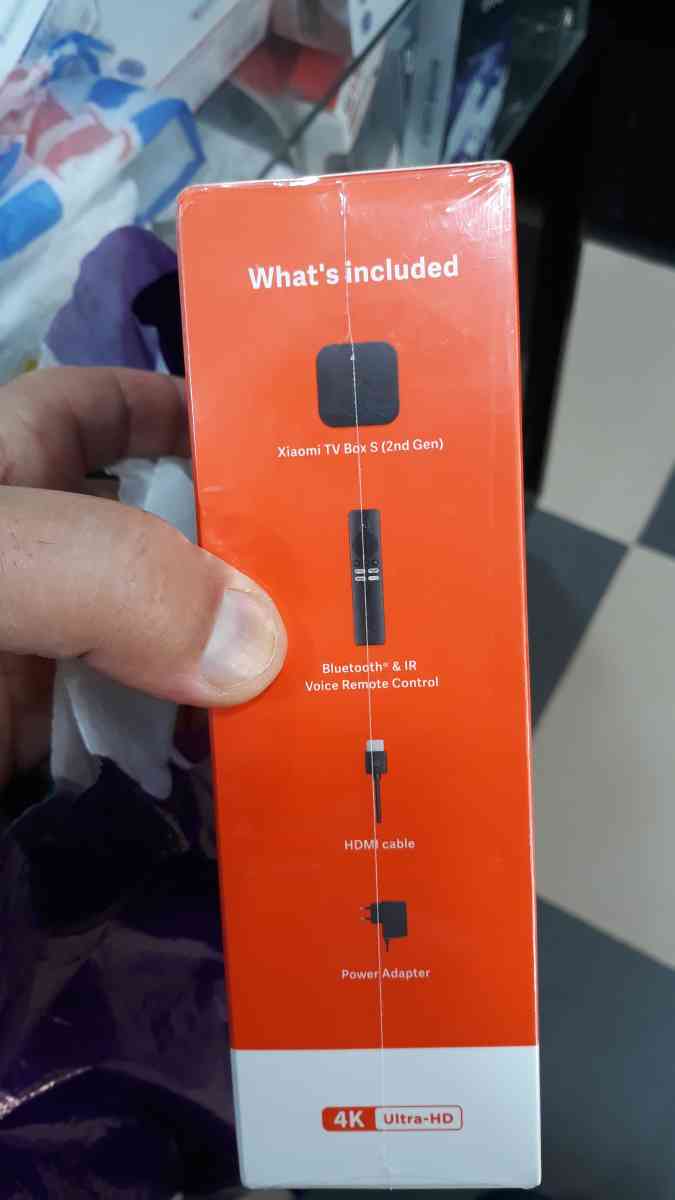 What's included
Xiaomi TV Box S (2nd Gen)
Bluetooth® & IR
Voice Remote Control
HDMI cable
Power Adapter
4K Ultra-HD